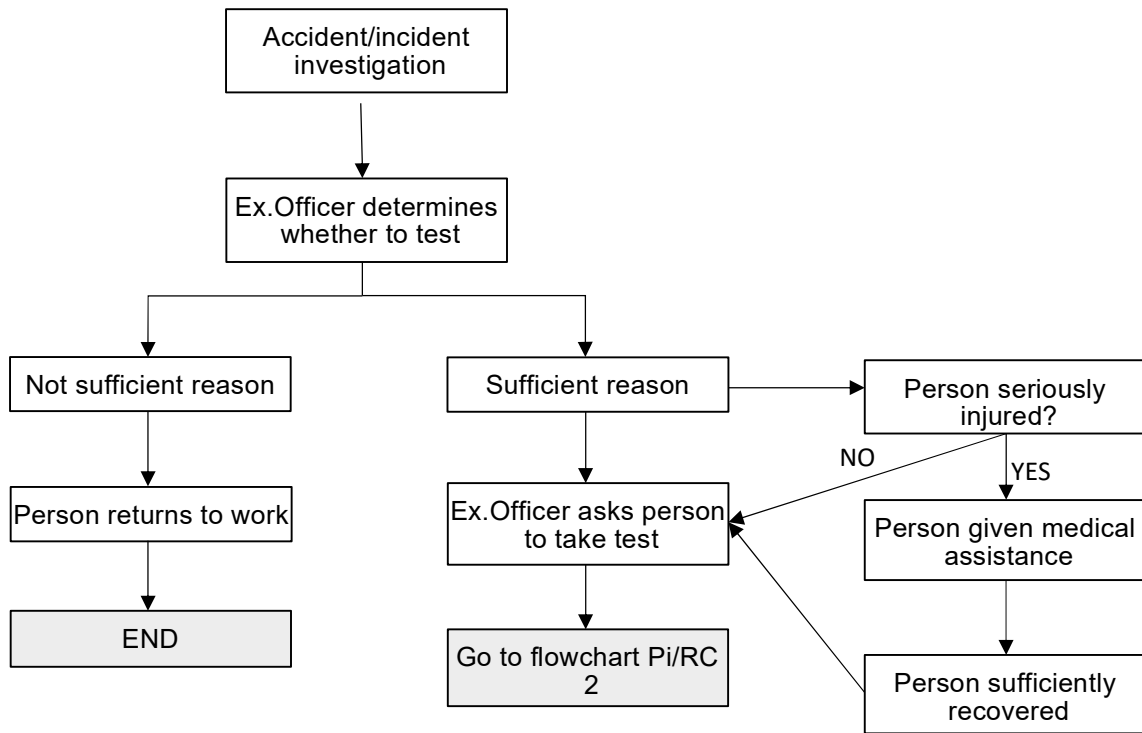 Accident/incident
investigation
Ex.Officer determines
whether to test
Not sufficient reason
Sufficient reason
Person seriously
injured?
NO
YES
Person returns to work
Ex.Officer asks person
to take test
Person given medical
assistance
END
Go to flowchart Pi/RC
2
Person sufficiently
recovered